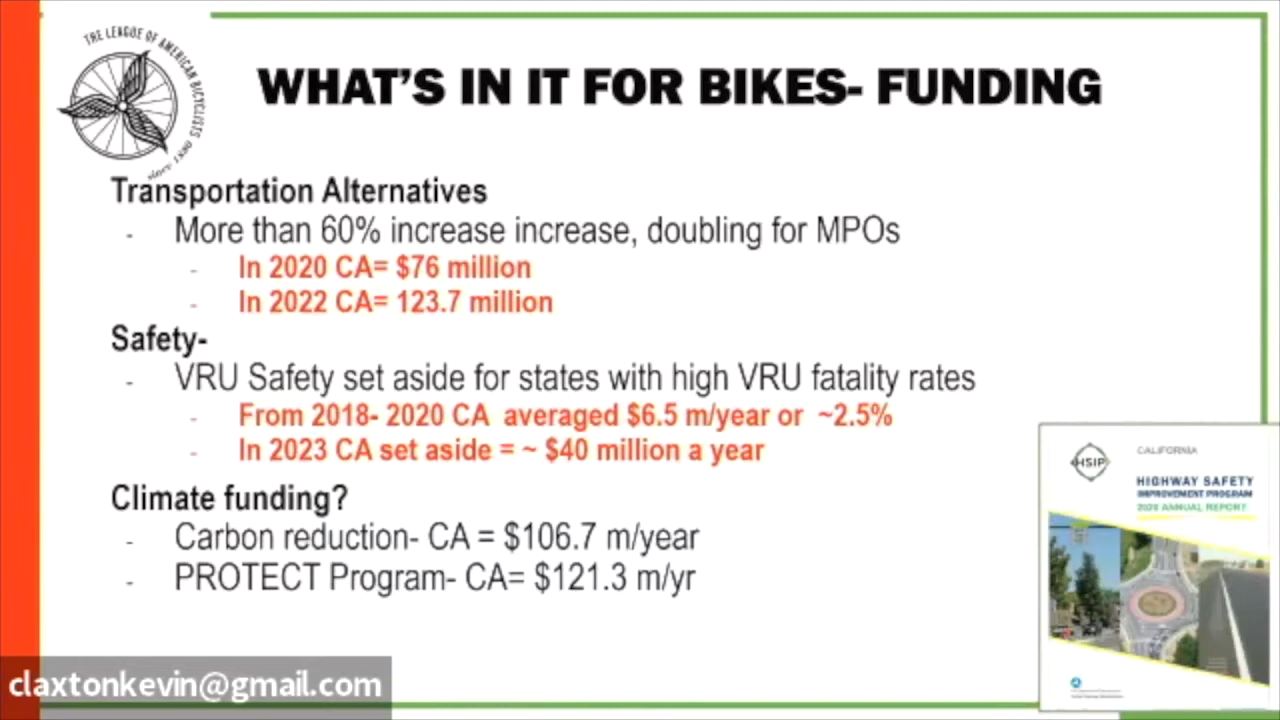 THE LEAGUE OF AMERICAN BICYCLISTS
since 1880
WHAT'S IN IT FOR BIKES- FUNDING
Transportation Alternatives
- More than 60% increase increase, doubling for MPOs
- In 2020 CA= $76 million
- In 2022 CA= 123.7 million
Safety-
- VRU Safety set aside for states with high VRU fatality rates
- From 2018- 2020 CA averaged $6.5 m/year or ~2.5%
- In 2023 CA set aside = ~ $40 million a year
Climate funding?
- Carbon reduction- CA = $106.7 m/year
- PROTECT Program- CA= $121.3 m/yr
HSIP
CALIFORNIA
HIGHWAY SAFETY
IMPROVEMENT PROGRAM
2020 ANNUAL REPORT
claxtonkevin@gmail.com